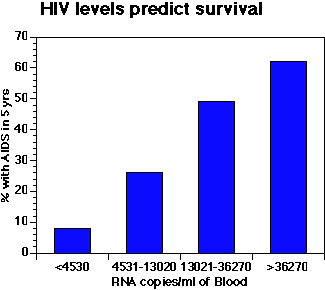 HIV levels predict survival
% with AIDS in 5 yrs
70
60
50
40
30
20
10
0
<4530 4531-13020 13021-36270 >36270
RNA copies/ml of Blood